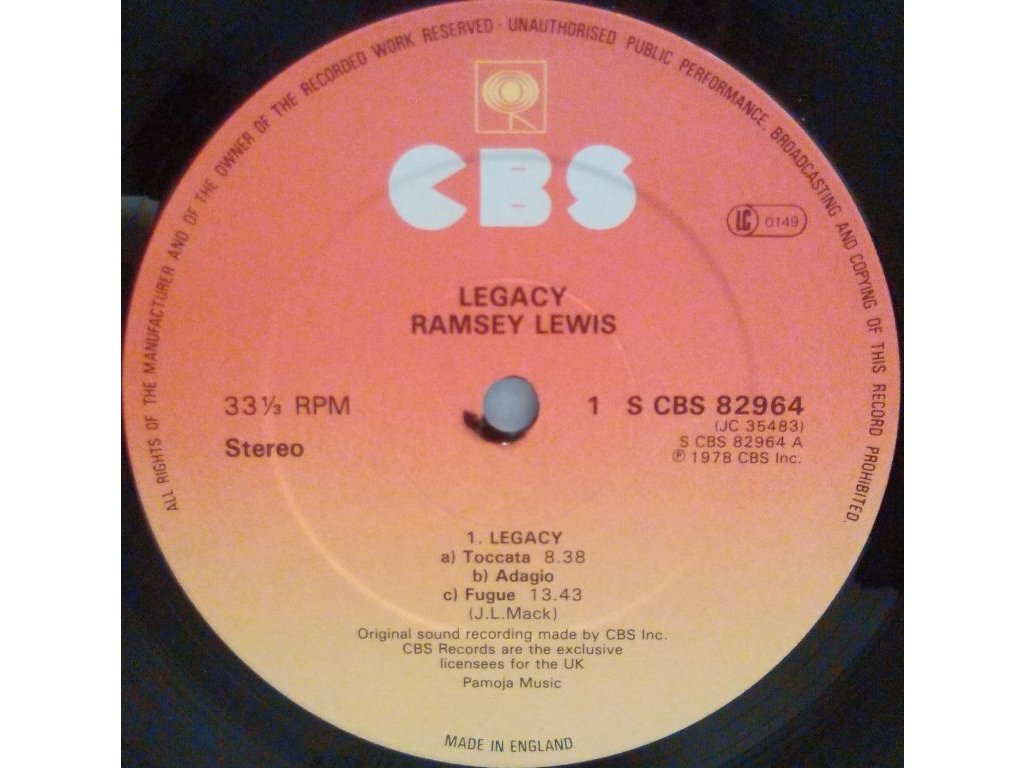 ALL RIGHTS OF THE MANUFACTURER AND OF THE OWNER OF THE RECORDED WORK RESERVED · UNAUTHORISED PUBLIC PERFORMANCE, BROADCASTING AND COPYING OF THIS RECORD PROHIBITED.
CBS
LC 0149
LEGACY
RAMSEY LEWIS
33⅓ RPM
Stereo
1 S CBS 82964
(JC 35483)
S CBS 82964 A
℗ 1978 CBS Inc.
1. LEGACY
a) Toccata 8.38
b) Adagio
c) Fugue 13.43
(J.L.Mack)
Original sound recording made by CBS Inc.
CBS Records are the exclusive
licensees for the UK
Pamoja Music
MADE IN ENGLAND